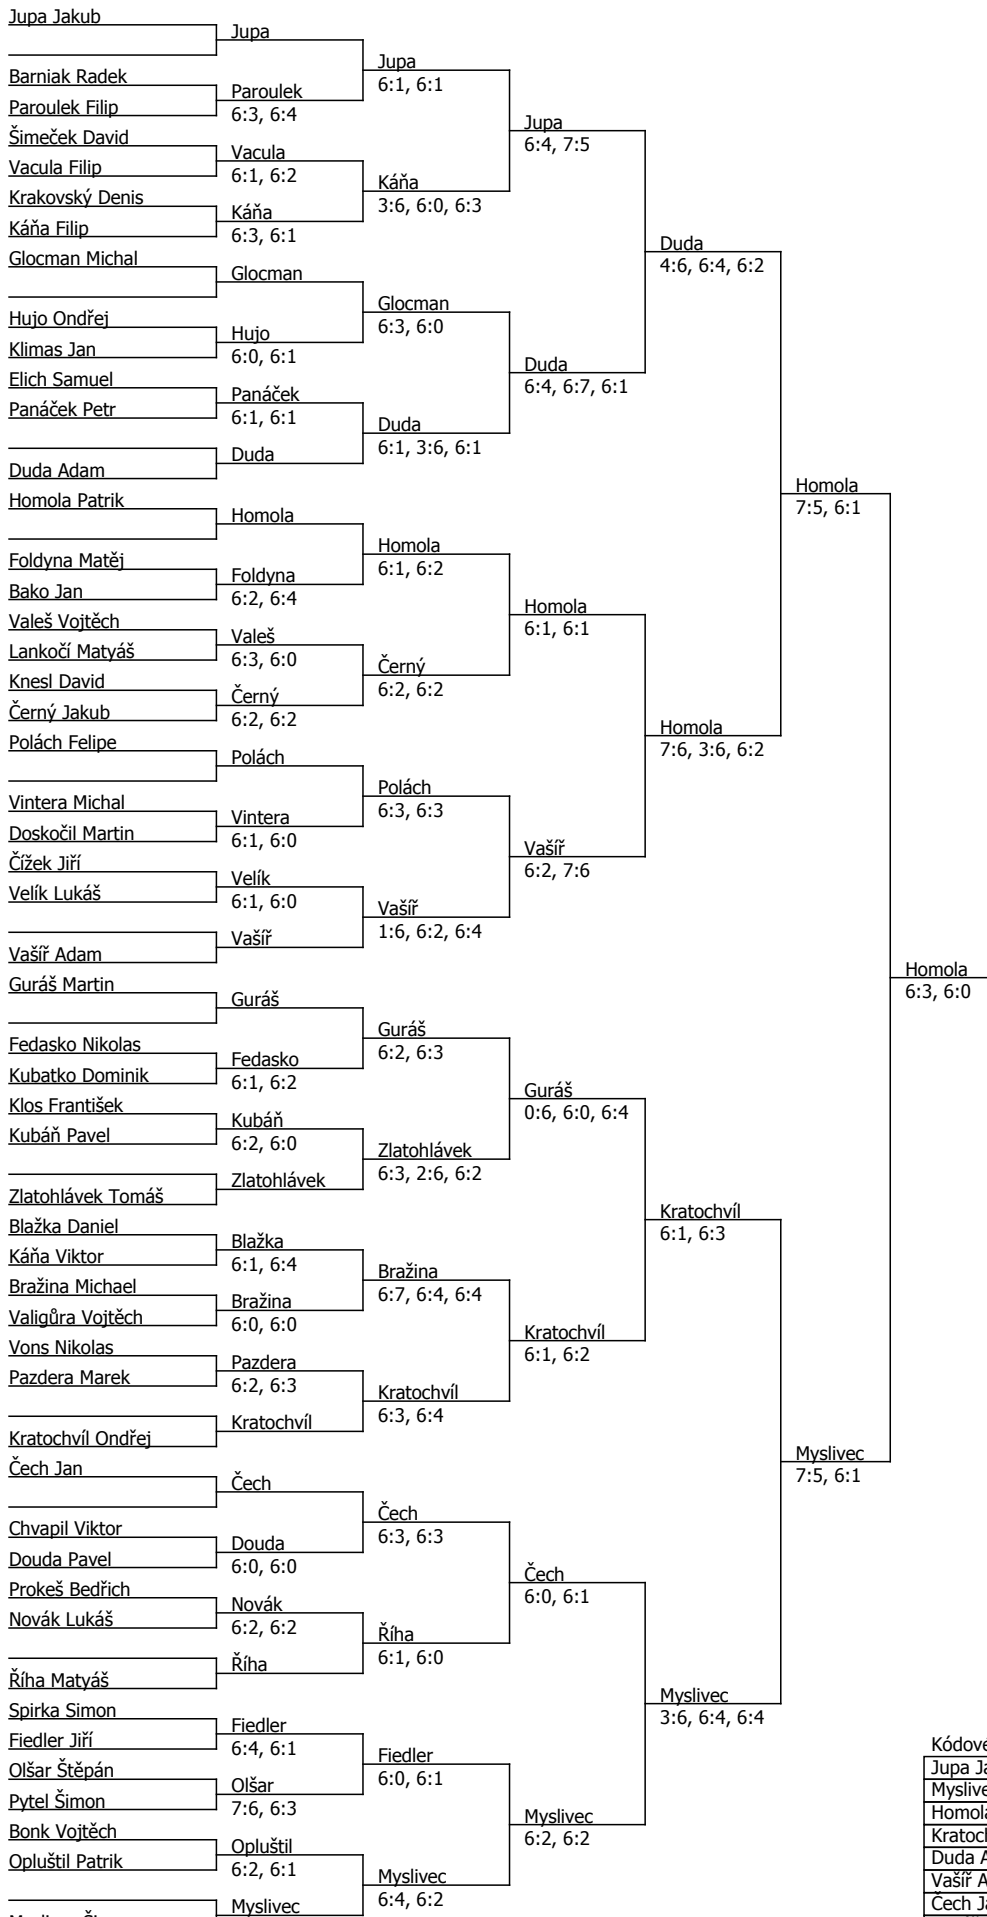 Jupa Jakub
Jupa
Jupa
6:1, 6:1
Barniak Radek
Paroulek
6:3, 6:4
Paroulek Filip
Jupa
6:4, 7:5
Šimeček David
Vacula
6:1, 6:2
Vacula Filip
Káňa
3:6, 6:0, 6:3
Krakovský Denis
Káňa
6:3, 6:1
Káňa Filip
Duda
4:6, 6:4, 6:2
Glocman Michal
Glocman
Glocman
6:3, 6:0
Hujo Ondřej
Hujo
6:0, 6:1
Klimas Jan
Duda
6:4, 6:7, 6:1
Elich Samuel
Panáček
6:1, 6:1
Panáček Petr
Duda
6:1, 3:6, 6:1
Duda
Duda Adam
Homola
7:5, 6:1
Homola Patrik
Homola
Homola
6:1, 6:2
Foldyna Matěj
Foldyna
6:2, 6:4
Bako Jan
Homola
6:1, 6:1
Valeš Vojtěch
Valeš
6:3, 6:0
Lankočí Matyáš
Černý
6:2, 6:2
Knesl David
Černý
6:2, 6:2
Černý Jakub
Homola
7:6, 3:6, 6:2
Polách Felipe
Polách
Polách
6:3, 6:3
Vintera Michal
Vintera
6:1, 6:0
Doskočil Martin
Vašíř
6:2, 7:6
Čížek Jiří
Velík
6:1, 6:0
Velík Lukáš
Vašíř
1:6, 6:2, 6:4
Vašíř
Vašíř Adam
Homola
6:3, 6:0
Guráš Martin
Guráš
Guráš
6:2, 6:3
Fedasko Nikolas
Fedasko
6:1, 6:2
Kubatko Dominik
Guráš
0:6, 6:0, 6:4
Klos František
Kubáň
6:2, 6:0
Kubáň Pavel
Zlatohlávek
6:3, 2:6, 6:2
Zlatohlávek
Zlatohlávek Tomáš
Kratochvíl
6:1, 6:3
Blažka Daniel
Blažka
6:1, 6:4
Káňa Viktor
Bražina
6:7, 6:4, 6:4
Bražina Michael
Bražina
6:0, 6:0
Valigůra Vojtěch
Kratochvíl
6:1, 6:2
Vons Nikolas
Pazdera
6:2, 6:3
Pazdera Marek
Kratochvíl
6:3, 6:4
Kratochvíl
Kratochvíl Ondřej
Myslivec
7:5, 6:1
Čech Jan
Čech
Čech
6:3, 6:3
Chvapil Viktor
Douda
6:0, 6:0
Douda Pavel
Čech
6:0, 6:1
Prokeš Bedřich
Novák
6:2, 6:2
Novák Lukáš
Říha
6:1, 6:0
Říha
Říha Matyáš
Myslivec
3:6, 6:4, 6:4
Spirka Simon
Fiedler
6:4, 6:1
Fiedler Jiří
Fiedler
6:0, 6:1
Olšar Štěpán
Olšar
7:6, 6:3
Pytel Šimon
Myslivec
6:2, 6:2
Bonk Vojtěch
Opluštil
6:2, 6:1
Opluštil Patrik
Myslivec
6:4, 6:2
Myslivec
Kódové
Jupa Ja
Myslive
Homola
Kratoch
Duda A
Vašíř A
Čech Ja